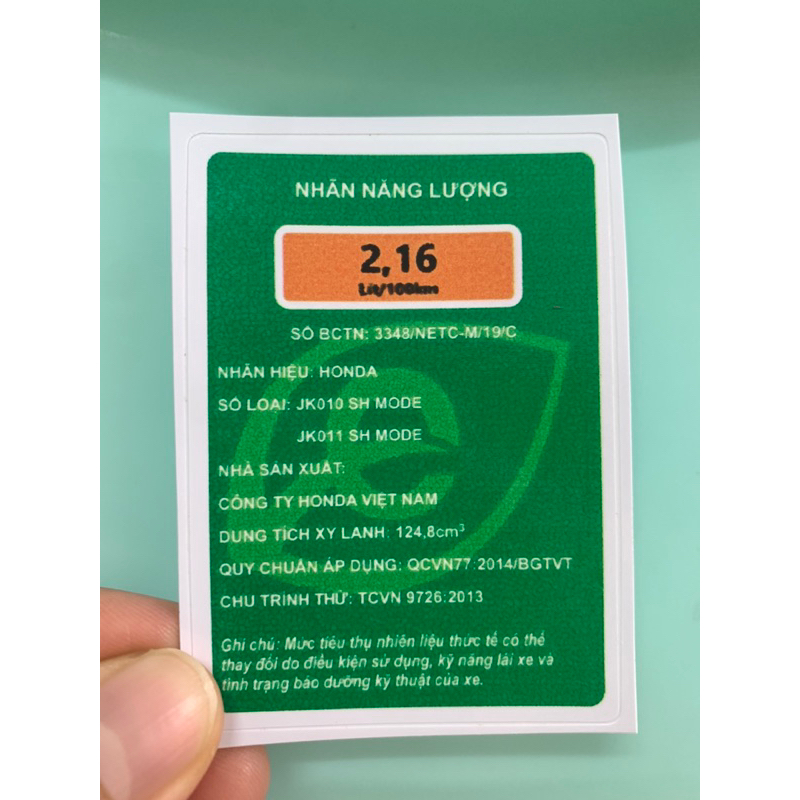 NHÃN NĂNG LƯỢNG
2,16
Lít/100km
SỐ BCTN: 3348/NETC-M/19/C
NHÃN HIỆU: HONDA
SỐ LOẠI: JK010 SH MODE
JK011 SH MODE
NHÀ SẢN XUẤT:
CÔNG TY HONDA VIỆT NAM
DUNG TÍCH XY LANH: 124,8cm³
QUY CHUẨN ÁP DỤNG: QCVN77:2014/BGTVT
CHU TRÌNH THỬ: TCVN 9726:2013
Ghi chú: Mức tiêu thụ nhiên liệu thực tế có thể
thay đổi do điều kiện sử dụng, kỹ năng lái xe và
tình trạng bảo dưỡng kỹ thuật của xe.